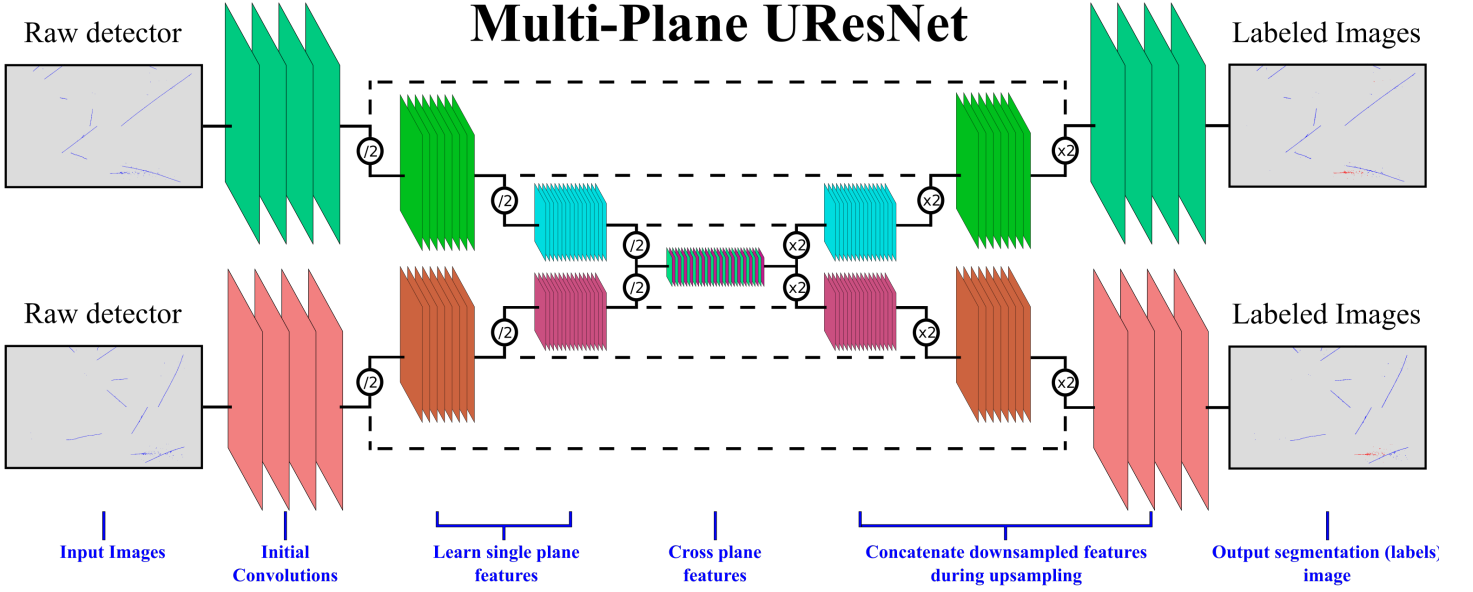 Multi-Plane UResNet
Raw detector
Labeled Images
/2
x2
/2
x2
/2
x2
/2
x2
/2
x2
/2
x2
Raw detector
Labeled Images
Input Images
Initial
Convolutions
Learn single plane
features
Cross plane
features
Concatenate downsampled features
during upsampling
Output segmentation (labels)
image